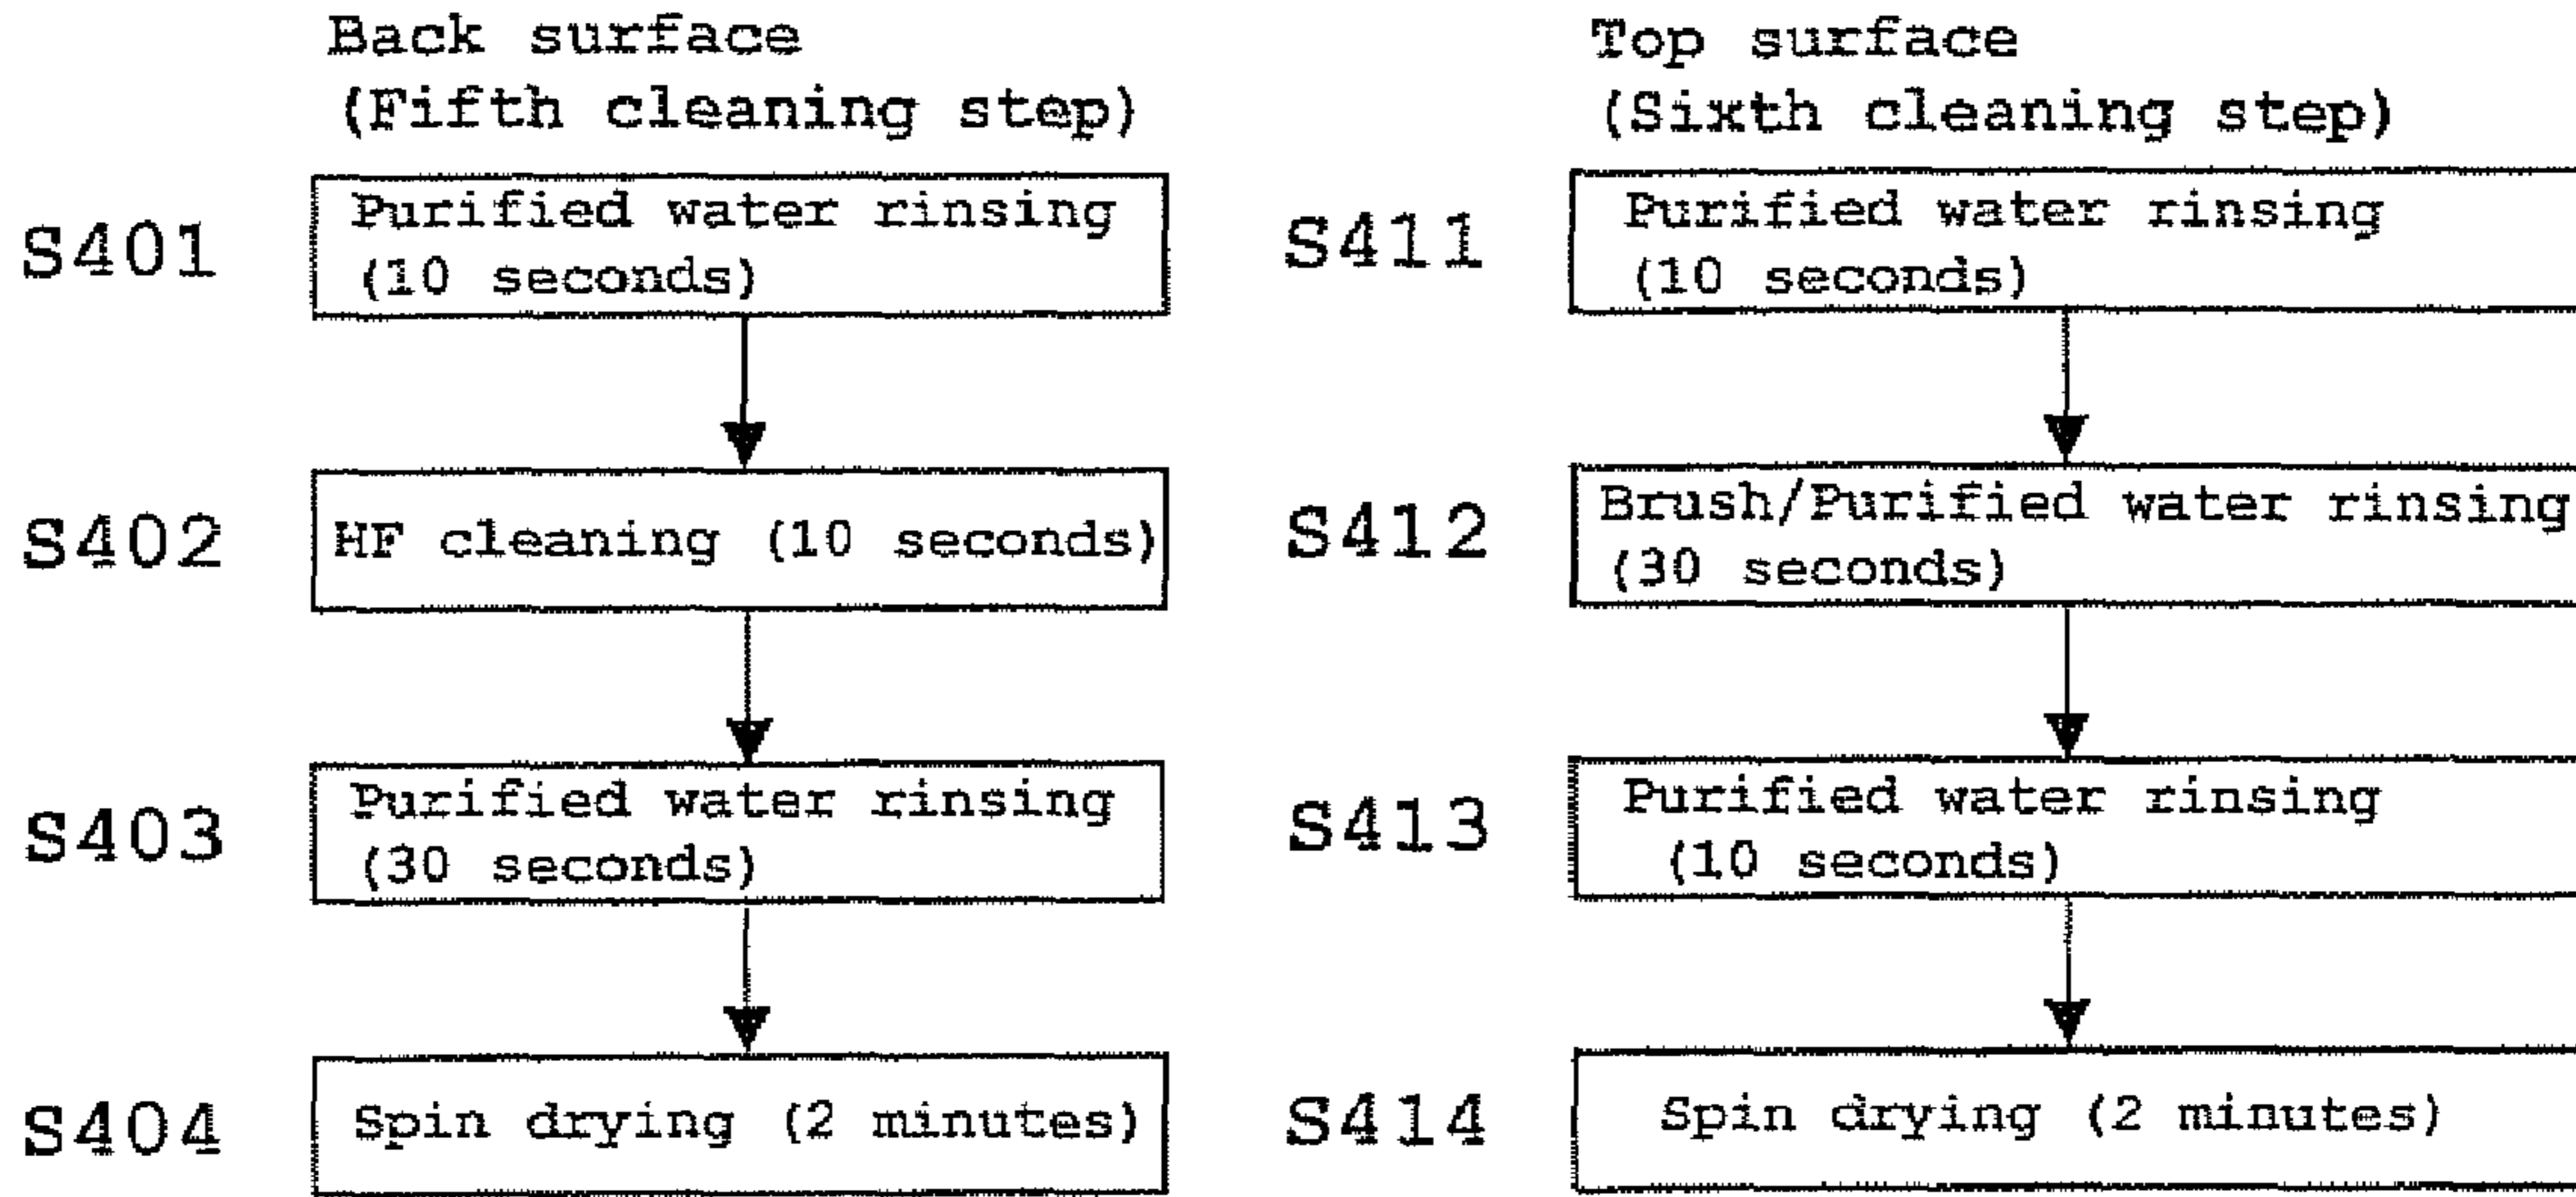 Back surface
(Fifth cleaning step)
S401
Purified water rinsing
(10 seconds)
S402
HF cleaning (10 seconds)
S403
Purified water rinsing
(30 seconds)
S404
Spin drying (2 minutes)
Top surface
(Sixth cleaning step)
S411
Purified water rinsing
(10 seconds)
S412
Brush/Purified water rinsing
(30 seconds)
S413
Purified water rinsing
(10 seconds)
S414
Spin drying (2 minutes)